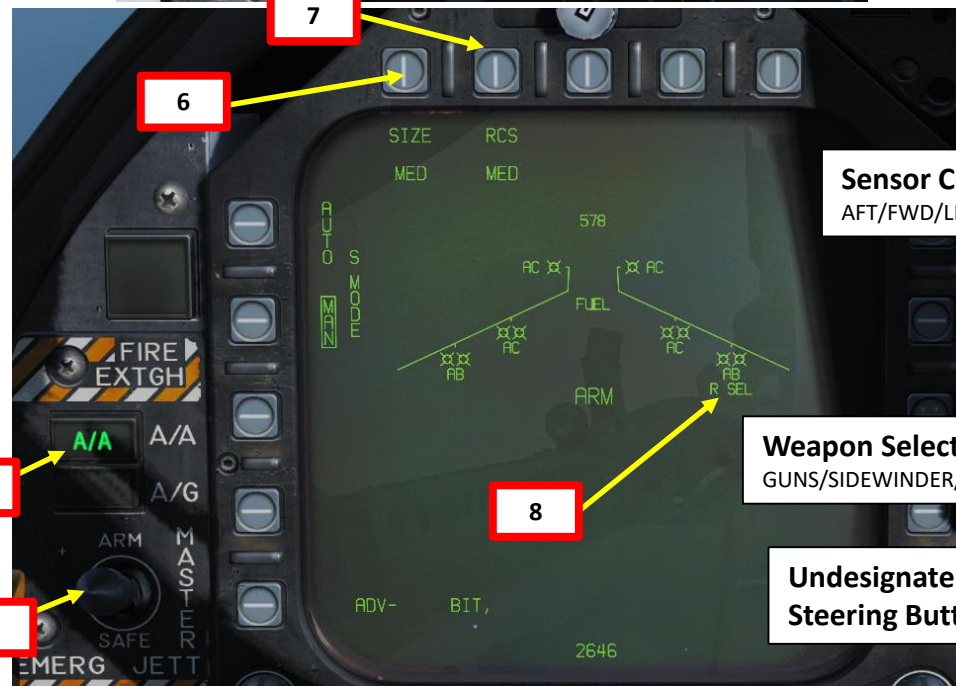 7
6
SIZE RCS
MED MED
Sensor C
AFT/FWD/L
AUTO
S MODE
MAN
578
AC AC
FUEL
AC AC
AB AB
R SEL
ARM
FIRE
EXTGH
A/A A/A
A/G
Weapon Select
GUNS/SIDEWINDER/
8
ARM
MASTER
SAFE
Undesignate
Steering Butt
ADV- BIT,
2646
EMERG JETT